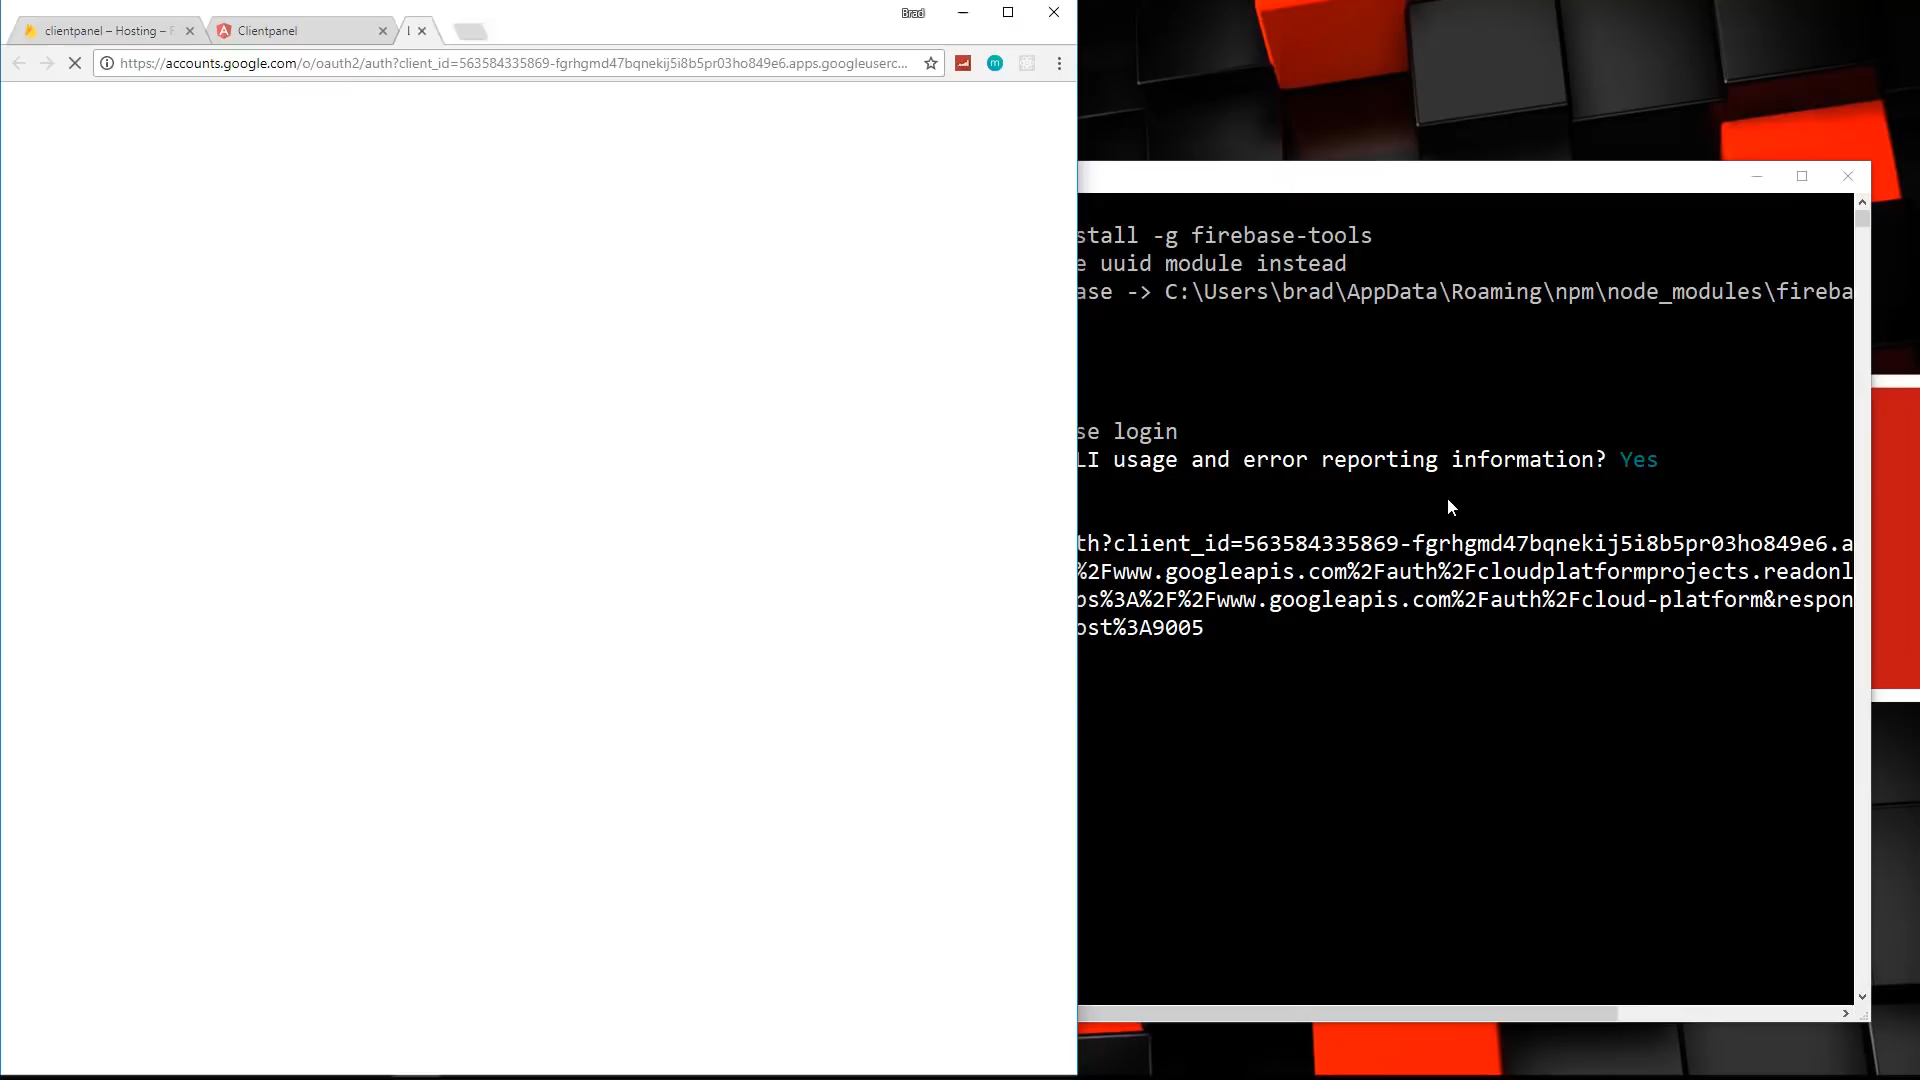 Brad
clientpanel – Hosting – F
Clientpanel
https://accounts.google.com/o/oauth2/auth?client_id=563584335869-fgrhgmd47bqnekij5i8b5pr03ho849e6.apps.googleuserc...
m
stall -g firebase-tools
e uuid module instead
ase -> C:\Users\brad\AppData\Roaming\npm\node_modules\fireba
se login
LI usage and error reporting information? Yes
th?client_id=563584335869-fgrhgmd47bqnekij5i8b5pr03ho849e6.a
%2Fwww.googleapis.com%2Fauth%2Fcloudplatformprojects.readonl
ps%3A%2F%2Fwww.googleapis.com%2Fauth%2Fcloud-platform&respon
ost%3A9005